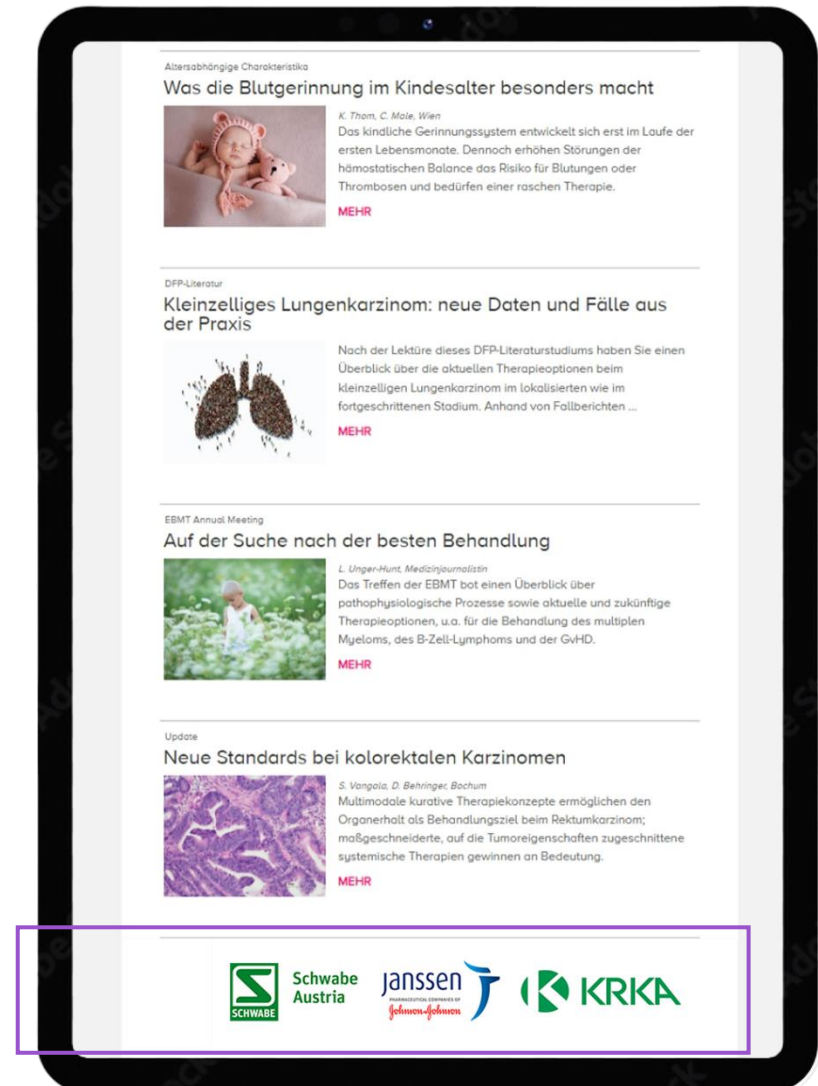 Altersabhängige Charakteristika
Was die Blutgerinnung im Kindesalter besonders macht
K. Thom, C. Male, Wien
Das kindliche Gerinnungssystem entwickelt sich erst im Laufe der
ersten Lebensmonate. Dennoch erhöhen Störungen der
hämostatischen Balance das Risiko für Blutungen oder
Thrombosen und bedürfen einer raschen Therapie.
MEHR
DFP-Literatur
Kleinzelliges Lungenkarzinom: neue Daten und Fälle aus
der Praxis
Nach der Lektüre dieses DFP-Literaturstudiums haben Sie einen
Überblick über die aktuellen Therapieoptionen beim
kleinzelligen Lungenkarzinom im lokalisierten wie im
fortgeschrittenen Stadium. Anhand von Fallberichten ...
MEHR
EBMT Annual Meeting
Auf der Suche nach der besten Behandlung
L. Unger-Hunt, Medizinjournalistin
Das Treffen der EBMT bot einen Überblick über
pathophysiologische Prozesse sowie aktuelle und zukünftige
Therapieoptionen, u.a. für die Behandlung des multiplen
Myeloms, des B-Zell-Lymphoms und der GvHD.
MEHR
Update
Neue Standards bei kolorektalen Karzinomen
S. Vangala, D. Behringer, Bochum
Multimodale kurative Therapiekonzepte ermöglichen den
Organerhalt als Behandlungsziel beim Rektumkarzinom;
maßgeschneiderte, auf die Tumoreigenschaften zugeschnittene
systemische Therapien gewinnen an Bedeutung.
MEHR
SCHWABE
Schwabe
Austria
janssen
PHARMACEUTICAL COMPANIES OF
Johnson & Johnson
KRKA